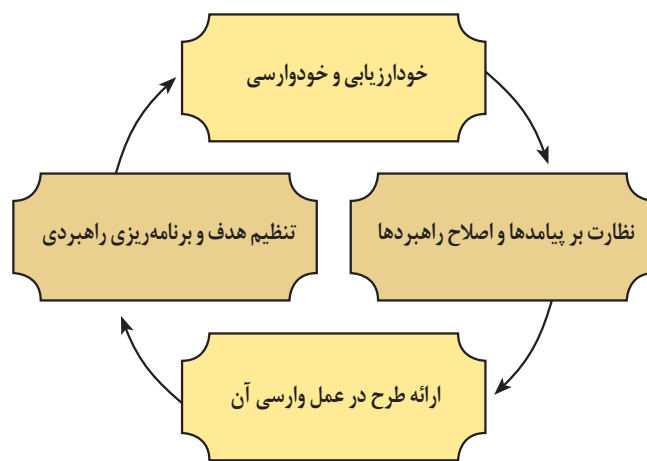 خودارزیابی و خودوارسی
نظارت بر پیامدها و اصلاح راهبردها
تنظیم هدف و برنامه‌ریزی راهبردی
ارائه طرح در عمل وارسی آن